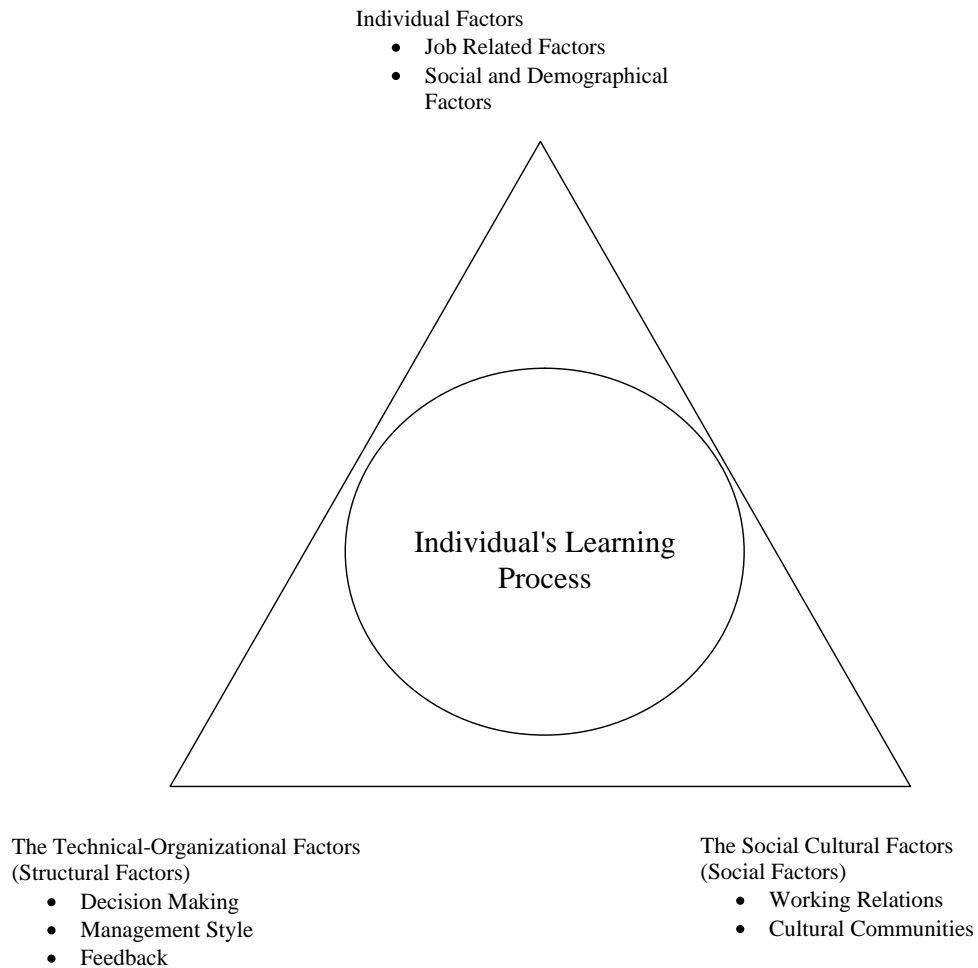 Individual Factors
• Job Related Factors
• Social and Demographical
Factors
Individual's Learning
Process
The Technical-Organizational Factors
(Structural Factors)
• Decision Making
• Management Style
• Feedback
The Social Cultural Factors
(Social Factors)
• Working Relations
• Cultural Communities